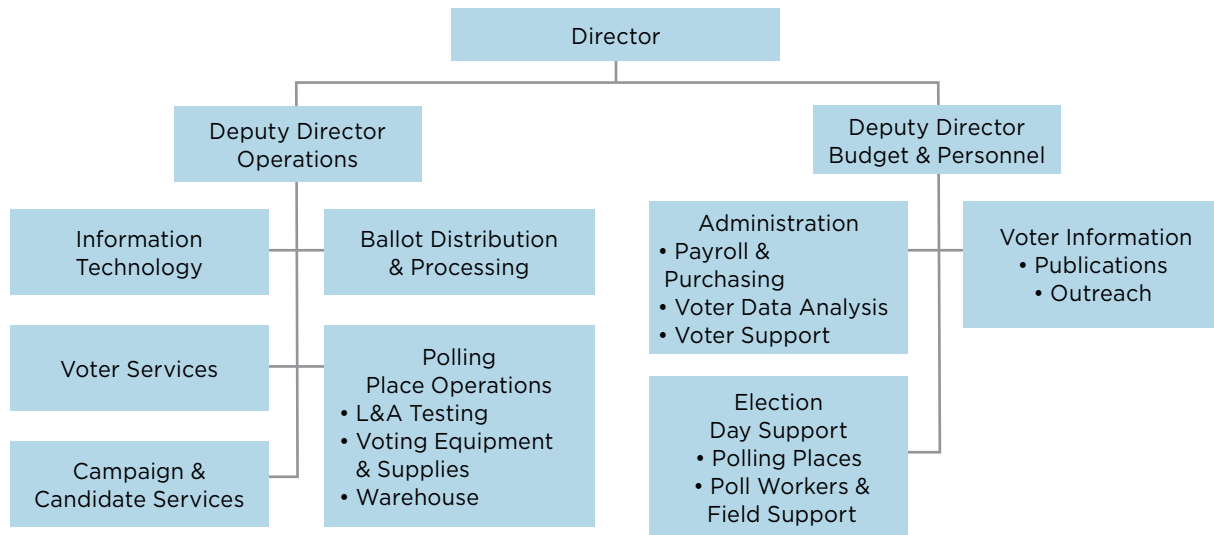 Director
Deputy Director
Operations
Deputy Director
Budget & Personnel
Information
Technology
Ballot Distribution
& Processing
Voter Services
Polling
Place Operations
• L&A Testing
• Voting Equipment
& Supplies
• Warehouse
Campaign &
Candidate Services
Administration
• Payroll &
Purchasing
• Voter Data Analysis
• Voter Support
Voter Information
• Publications
• Outreach
Election
Day Support
• Polling Places
• Poll Workers &
Field Support